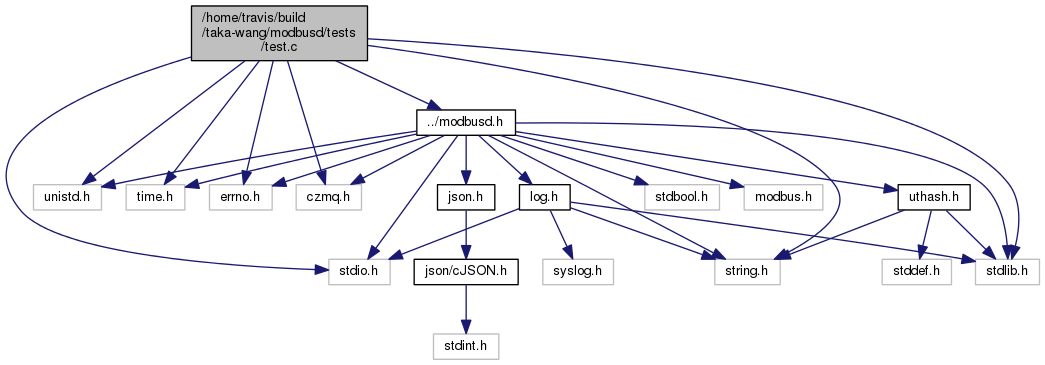 /home/travis/build
/taka-wang/modbusd/tests
/test.c
../modbusd.h
unistd.h
time.h
errno.h
czmq.h
json.h
log.h
stdbool.h
modbus.h
uthash.h
stdio.h
json/cJSON.h
syslog.h
string.h
stddef.h
stdlib.h
stdint.h